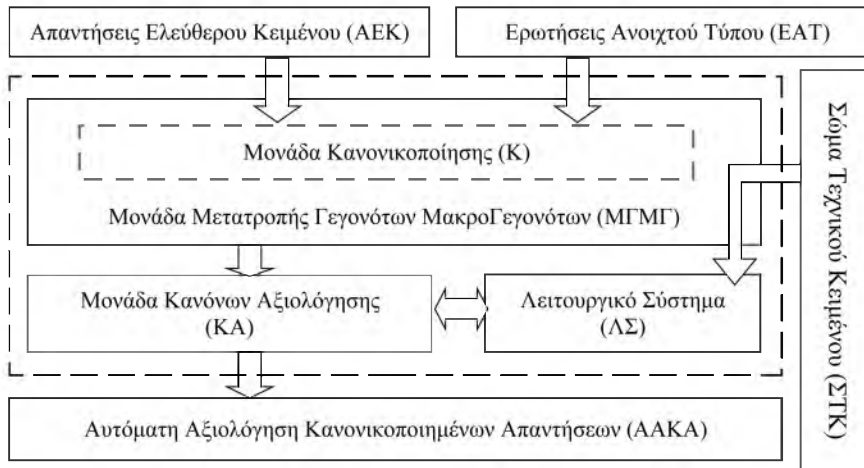 Απαντήσεις Ελεύθερου Κειμένου (ΑΕΚ)
Ερωτήσεις Ανοιχτού Τύπου (ΕΑΤ)
Μονάδα Κανονικοποίησης (Κ)
Μονάδα Μετατροπής Γεγονότων ΜακροΓεγονότων (ΜΓΜΓ)
Μονάδα Κανόνων Αξιολόγησης
(ΚΑ)
Λειτουργικό Σύστημα
(ΛΣ)
Αυτόματη Αξιολόγηση Κανονικοποιημένων Απαντήσεων (ΑΑΚΑ)
Σώμα Τεχνικού Κειμένου (ΣΤΚ)